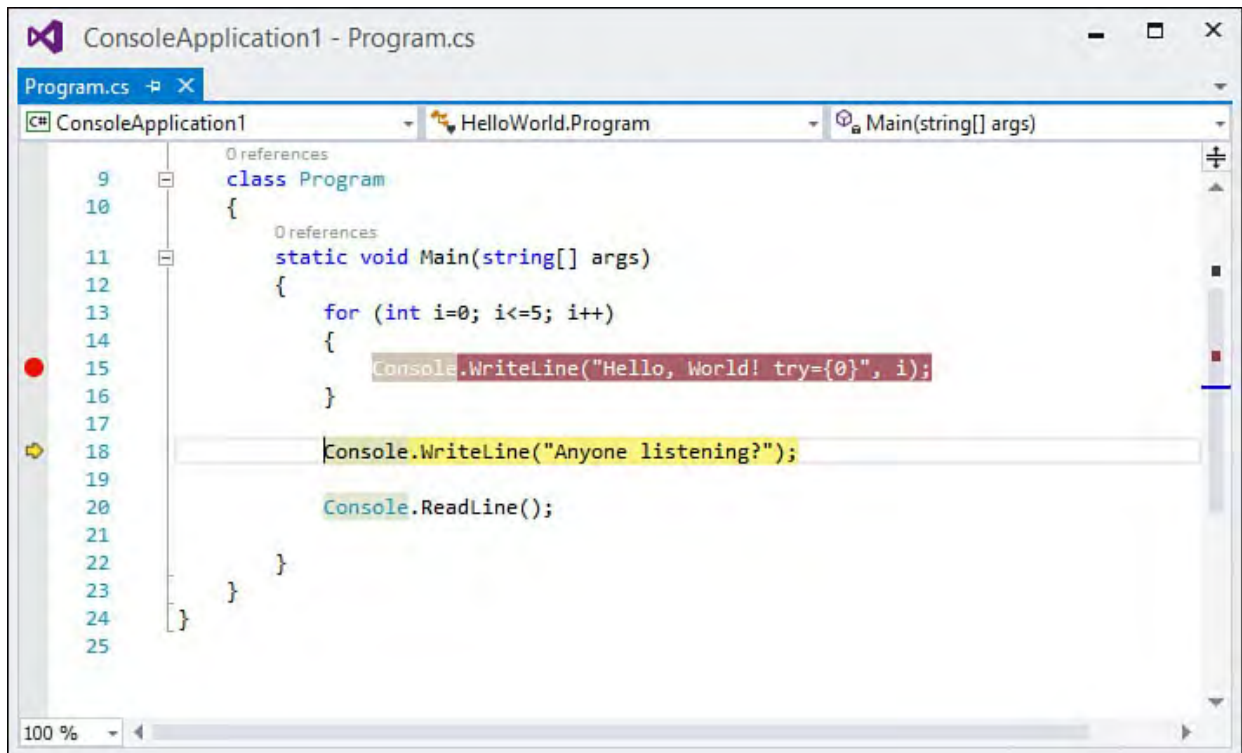 ConsoleApplication1 - Program.cs
Program.cs
C# ConsoleApplication1 HelloWorld.Program Main(string[] args)
0 references
9 class Program
10 {
0 references
11 static void Main(string[] args)
12 {
13 for (int i=0; i<=5; i++)
14 {
15 Console.WriteLine("Hello, World! try={0}", i);
16 }
17
18 Console.WriteLine("Anyone listening?");
19
20 Console.ReadLine();
21
22 }
23 }
24 }
25
100 %